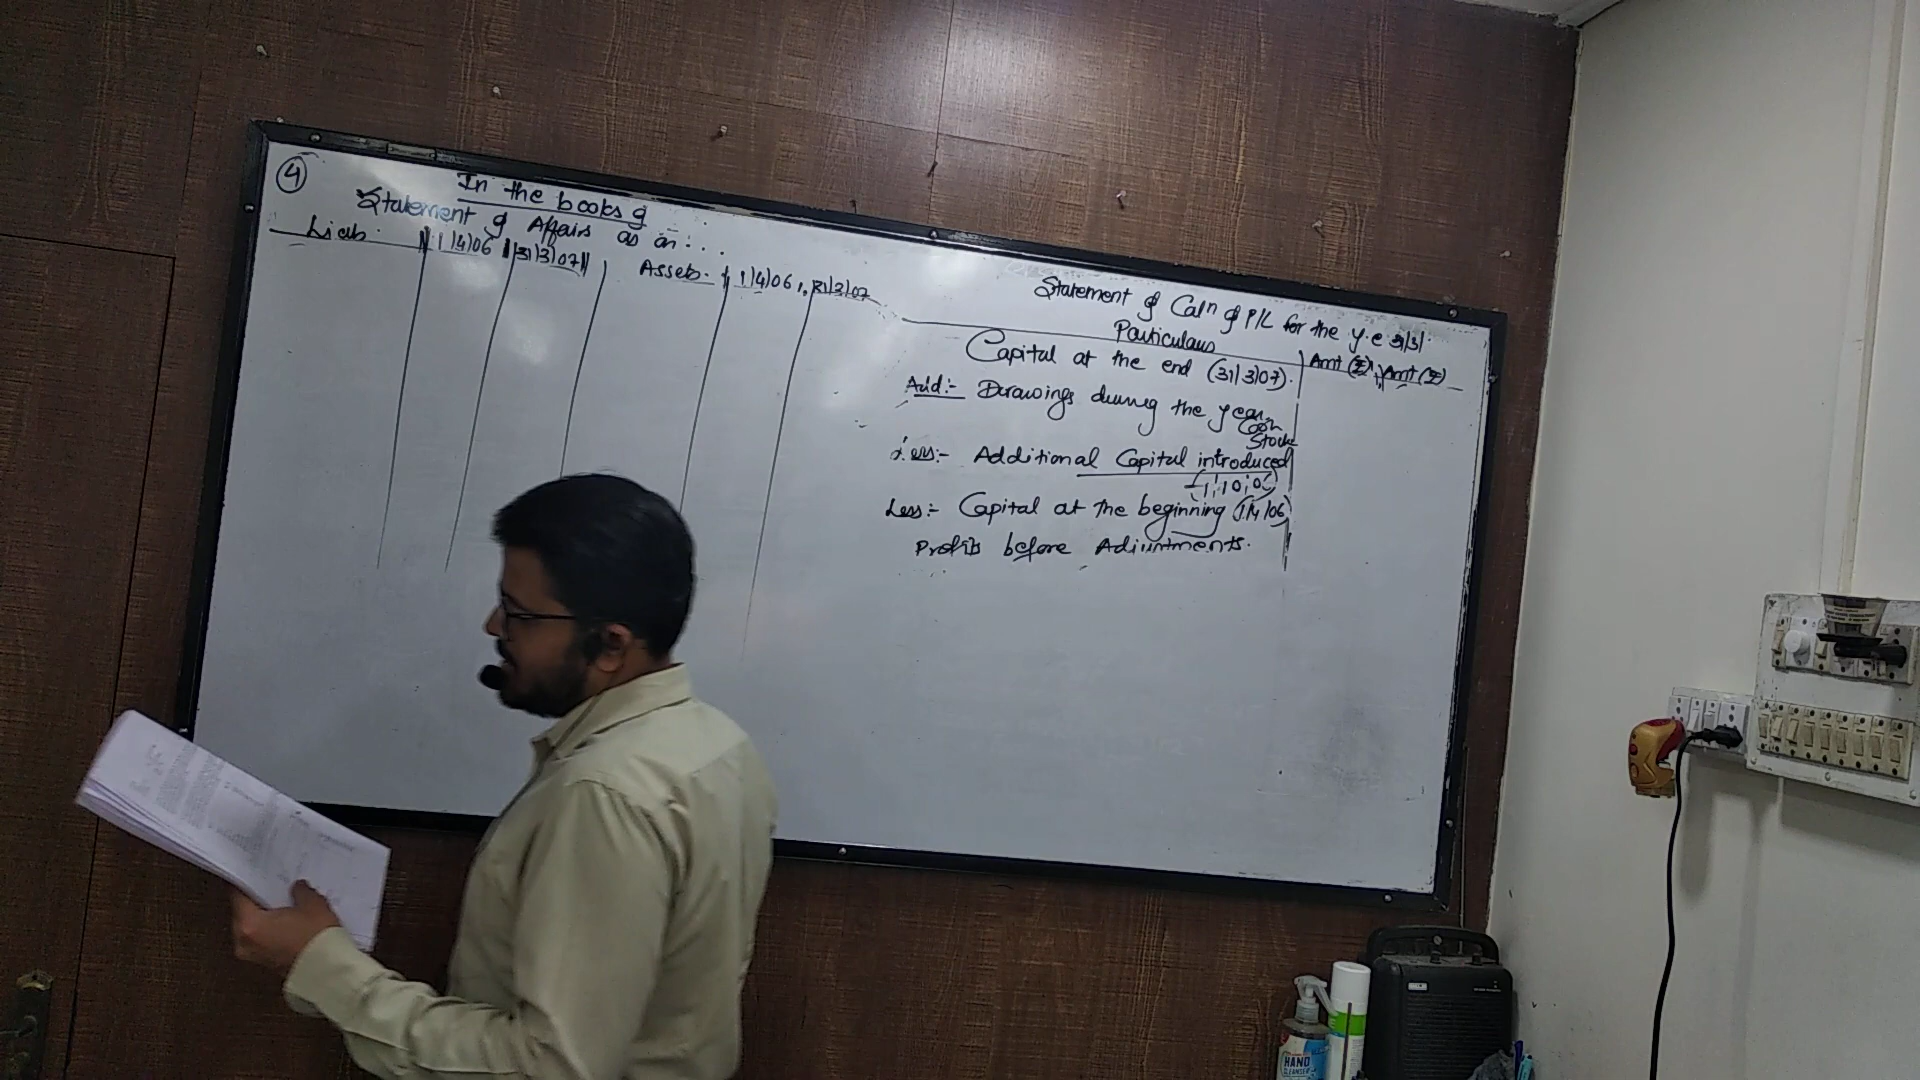 4
In the books of
Statement of Affairs as on:...
Liab. 1/4/06 31/3/07 Assets. 1/4/06 31/3/07
Statement of Calⁿ of P/L for the y.e 31/3/.
Particulars Amt (₹) Amt (₹)
Capital at the end (31/3/07).
Add:- Drawings during the year
Cash
Stock
Less:- Additional Capital introduced
Less:- Capital at the beginning (1/4/06)
Profits before Adjustments.
HAND
CLEANSER